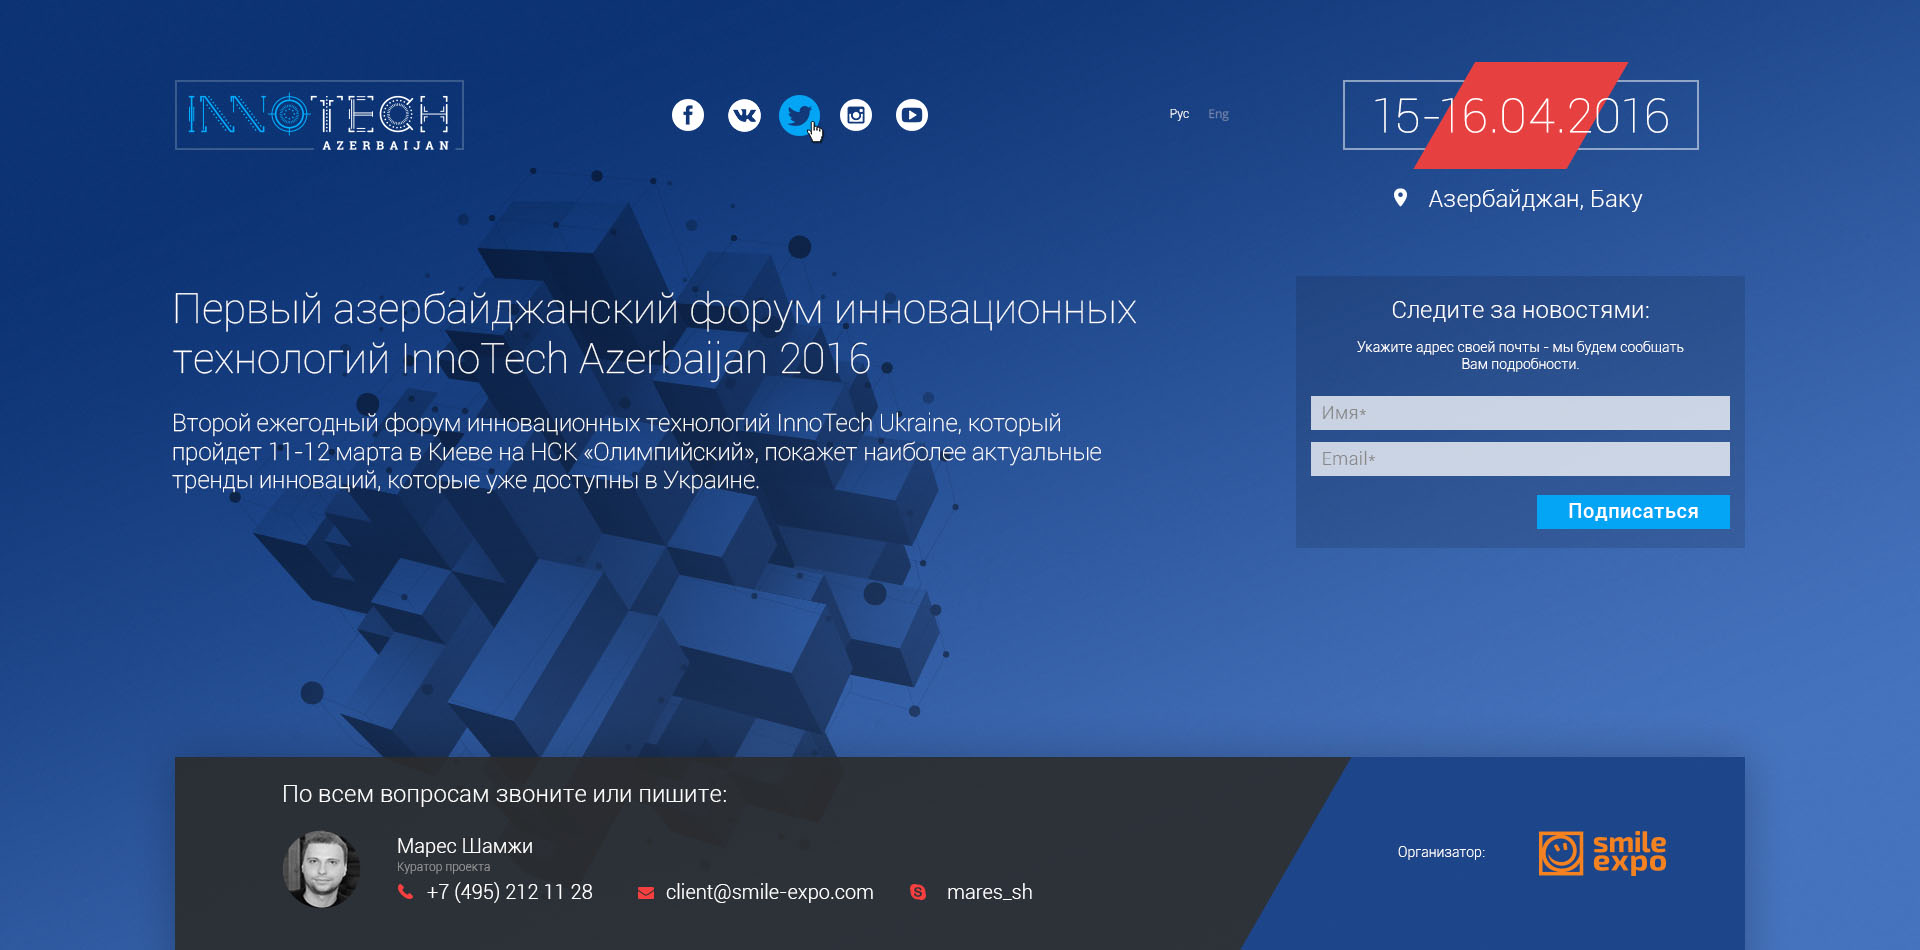 INNOTECH
AZERBAIJAN
Рус Eng
15-16.04.2016
Азербайджан, Баку
Первый азербайджанский форум инновационных
технологий InnoTech Azerbaijan 2016
Второй ежегодный форум инновационных технологий InnoTech Ukraine, который
пройдет 11-12 марта в Киеве на НСК «Олимпийский», покажет наиболее актуальные
тренды инноваций, которые уже доступны в Украине.
Следите за новостями:
Укажите адрес своей почты - мы будем сообщать
Вам подробности.
Имя*
Email*
Подписаться
По всем вопросам звоните или пишите:
Марес Шамжи
Куратор проекта
+7 (495) 212 11 28 client@smile-expo.com mares_sh
Организатор:
smile
expo